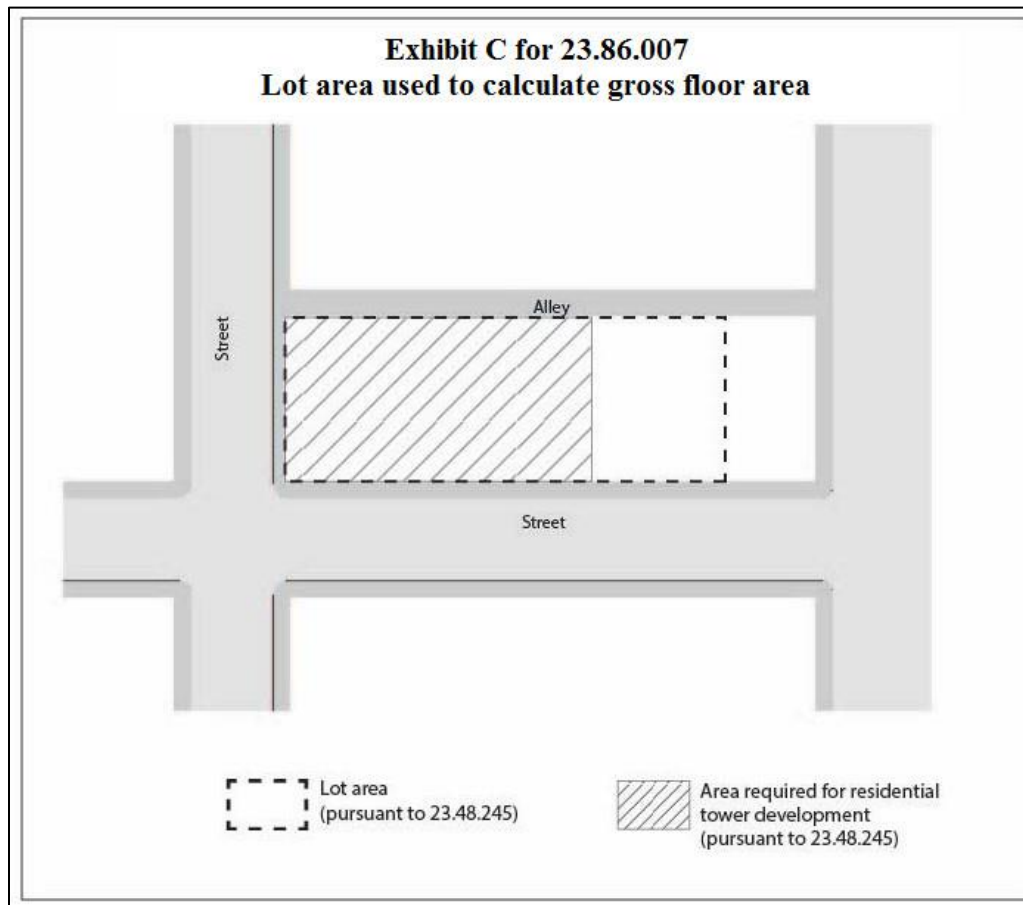 Exhibit C for 23.86.007
Lot area used to calculate gross floor area
Alley
Street
Street
Lot area
(pursuant to 23.48.245)
Area required for residential
tower development
(pursuant to 23.48.245)